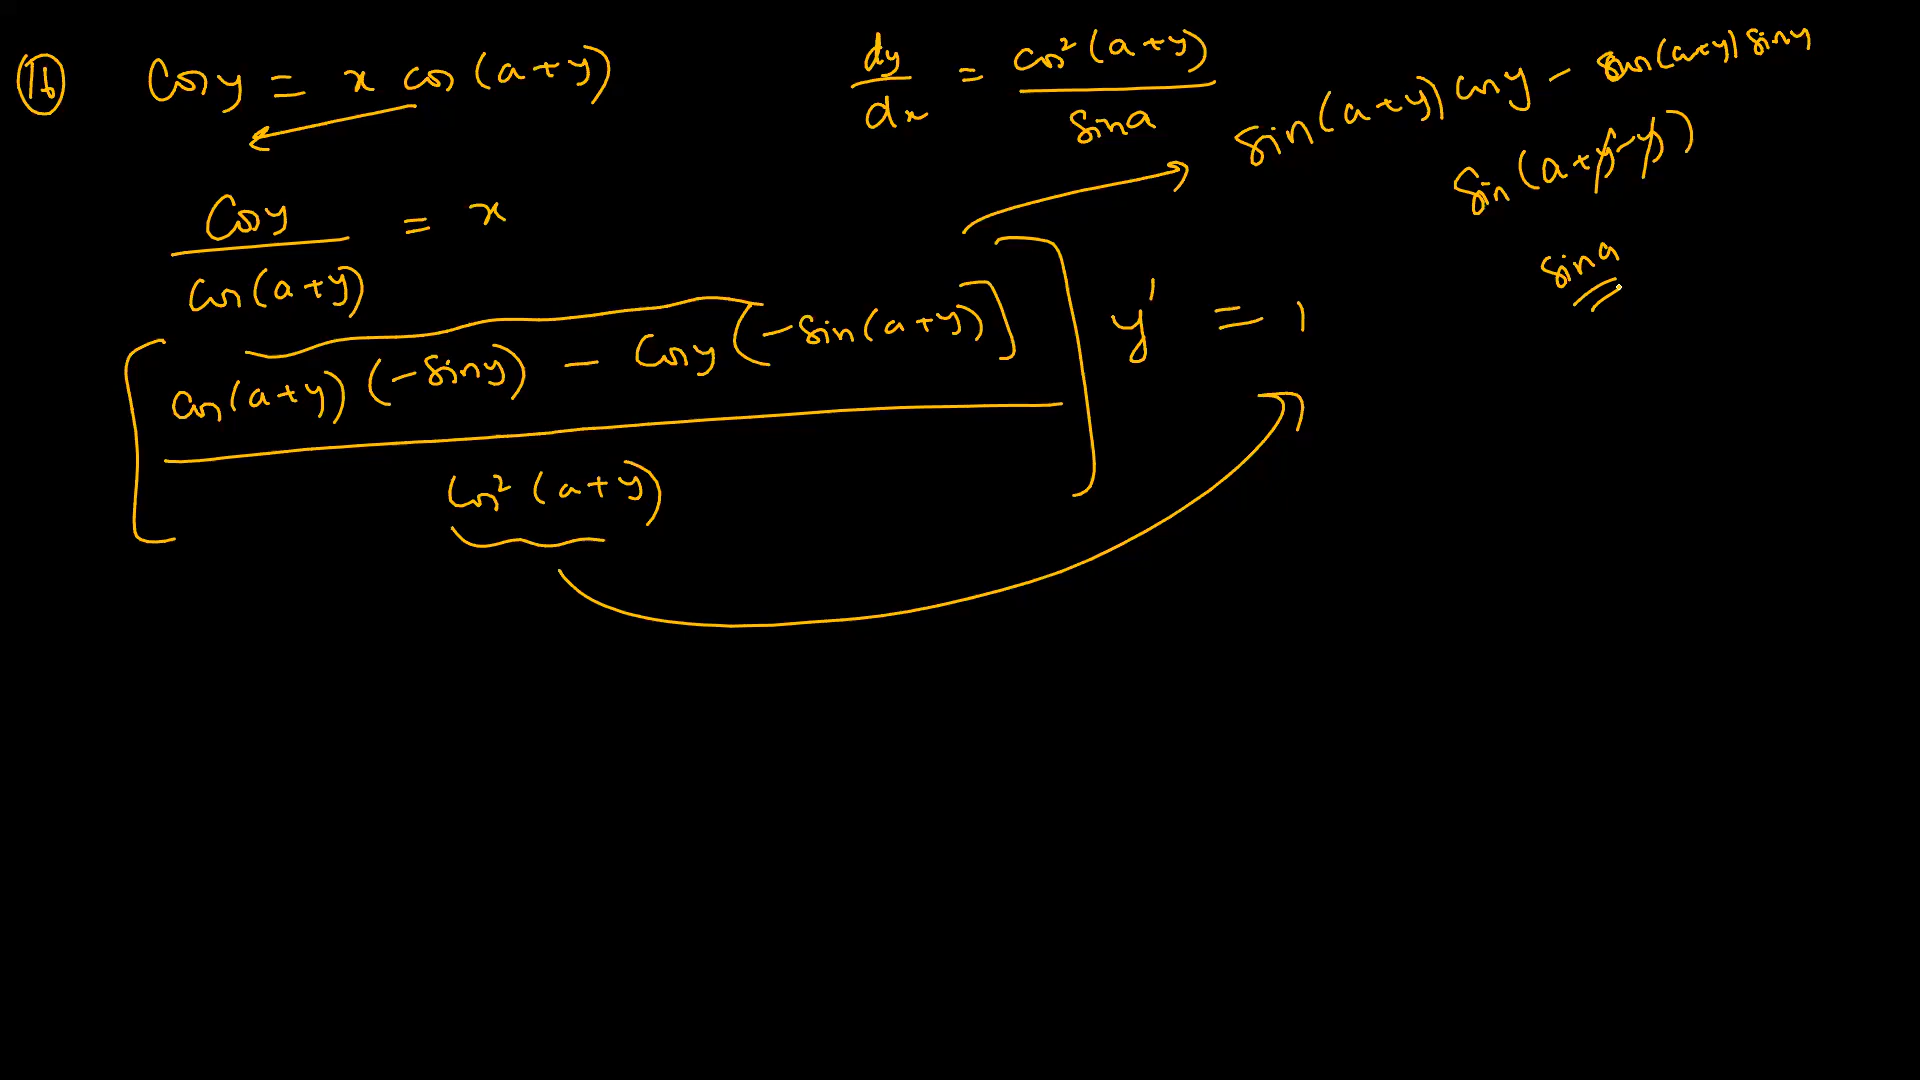 16 Cos y = x cos (a+y)
dy/dx = cos² (a+y) / sin a
sin (a+y) cos y − sin (a+y) sin y
sin (a+y−y)
sin a
Cos y / cos (a+y) = x
[ cos (a+y) (−sin y) − Cos y (−sin (a+y)] / cos² (a+y) ] y' = 1